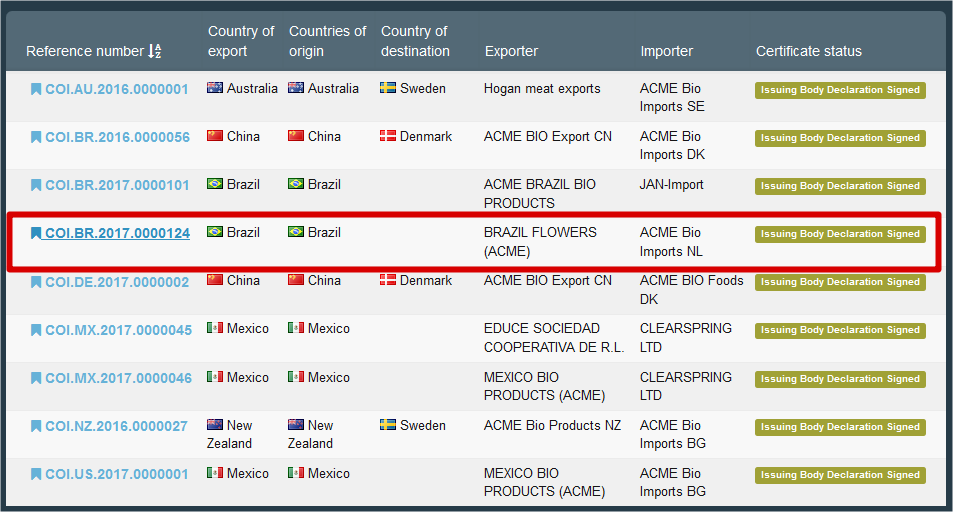 Reference number Country of export Countries of origin Country of destination Exporter Importer Certificate status
COI.AU.2016.0000001 Australia Australia Sweden Hogan meat exports ACME Bio Imports SE Issuing Body Declaration Signed
COI.BR.2016.0000056 China China Denmark ACME BIO Export CN ACME Bio Imports DK Issuing Body Declaration Signed
COI.BR.2017.0000101 Brazil Brazil ACME BRAZIL BIO PRODUCTS JAN-Import Issuing Body Declaration Signed
COI.BR.2017.0000124 Brazil Brazil BRAZIL FLOWERS (ACME) ACME Bio Imports NL Issuing Body Declaration Signed
COI.DE.2017.0000002 China China Denmark ACME BIO Export CN ACME BIO Foods DK Issuing Body Declaration Signed
COI.MX.2017.0000045 Mexico Mexico EDUCE SOCIEDAD COOPERATIVA DE R.L. CLEARSPRING LTD Issuing Body Declaration Signed
COI.MX.2017.0000046 Mexico Mexico MEXICO BIO PRODUCTS (ACME) CLEARSPRING LTD Issuing Body Declaration Signed
COI.NZ.2016.0000027 New Zealand New Zealand Sweden ACME Bio Products NZ ACME Bio Imports BG Issuing Body Declaration Signed
COI.US.2017.0000001 Mexico Mexico MEXICO BIO PRODUCTS (ACME) ACME Bio Imports BG Issuing Body Declaration Signed